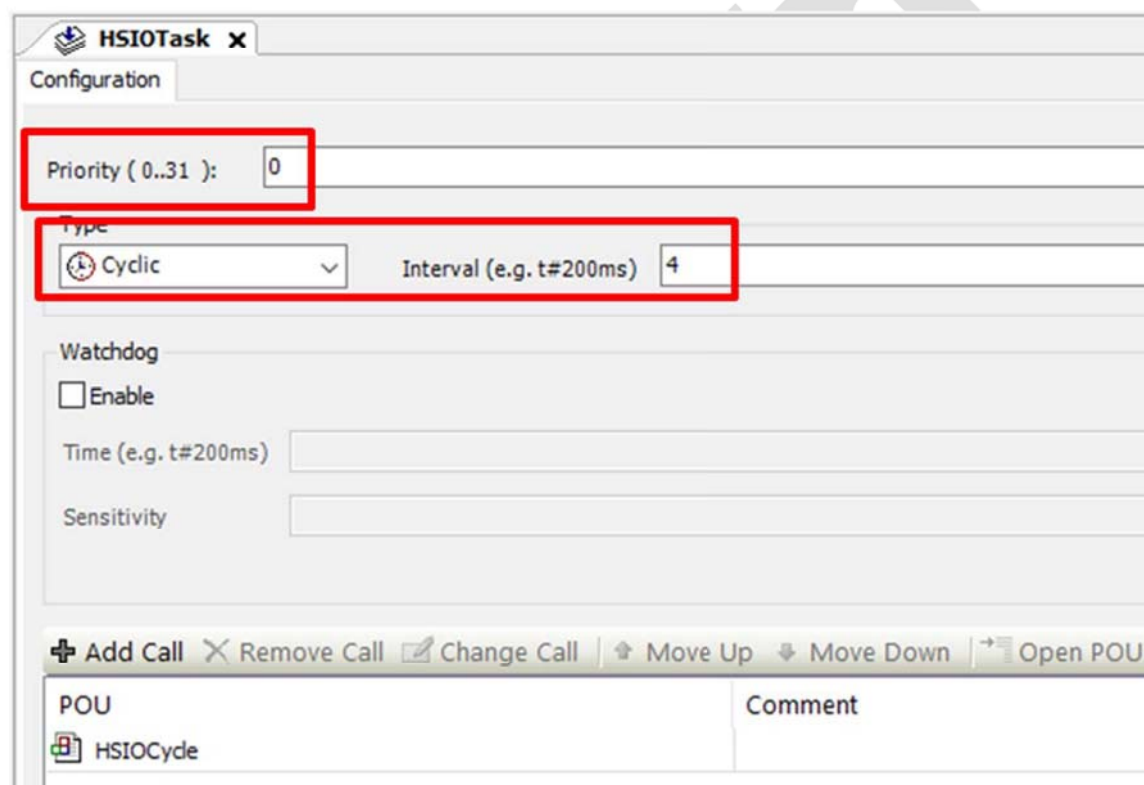 HSIOTask x
Configuration
Priority ( 0..31 ): 0
Type
Cyclic Interval (e.g. t#200ms) 4
Watchdog
Enable
Time (e.g. t#200ms)
Sensitivity
Add Call Remove Call Change Call Move Up Move Down Open POU
POU Comment
HSIOCycle